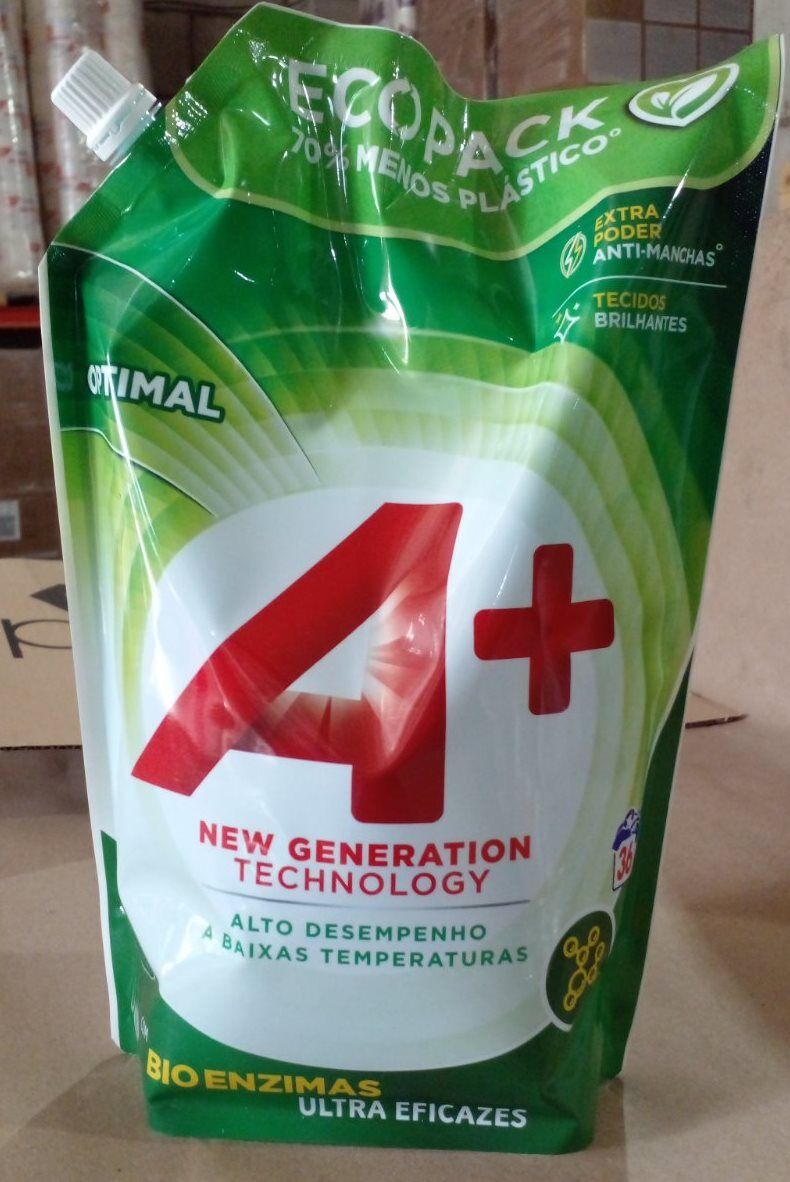 ECOPACK
70% MENOS PLÁSTICO°
EXTRA
PODER
ANTI-MANCHAS°
TECIDOS
BRILHANTES
OPTIMAL
A+
NEW GENERATION
TECHNOLOGY
36
ALTO DESEMPENHO
A BAIXAS TEMPERATURAS
BIO ENZIMAS
ULTRA EFICAZES